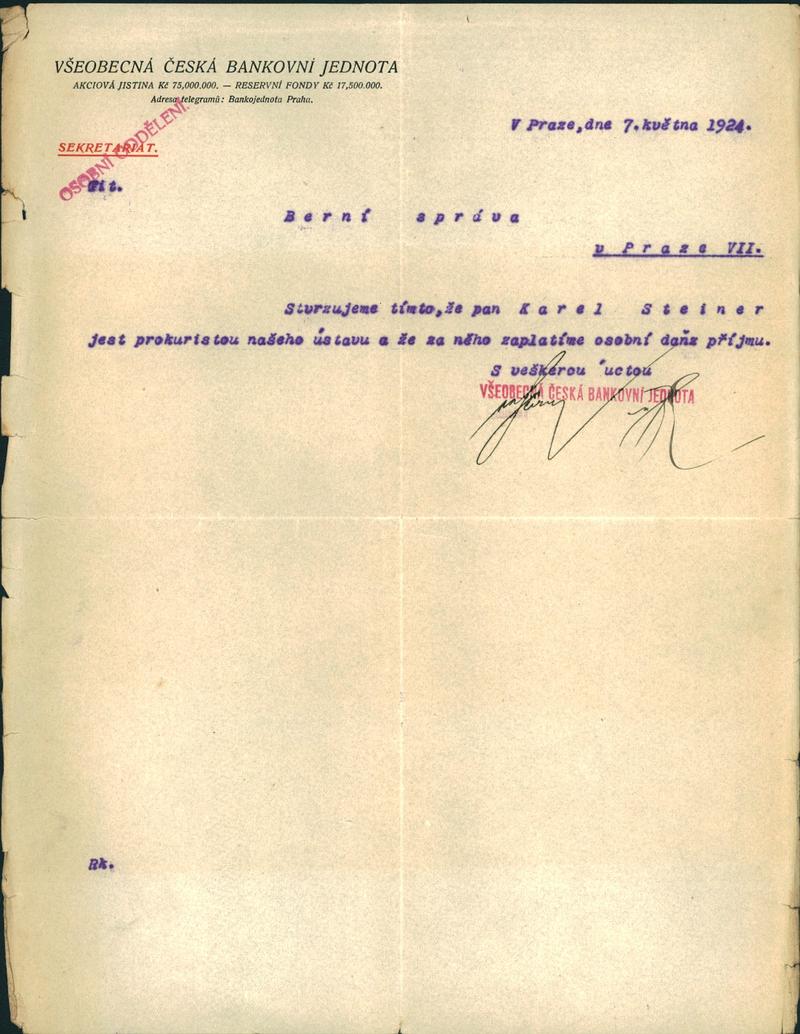 VŠEOBECNÁ ČESKÁ BANKOVNÍ JEDNOTA
AKCIOVÁ JISTINA Kč 75,000.000. — RESERVNÍ FONDY Kč 17,500.000.
Adresa telegramů: Bankojednota Praha.
V Praze,dne 7.května 1924.
SEKRETARIÁT.
OSOBNÍ ODDĚLENÍ.
Tit.
Berní správa
v Praze VII.
Stvrzujeme tímto,že pan Karel Steiner
jest prokuristou našeho ústavu a že za něho zaplatíme osobní daňz příjmu.
S veškerou úctou
VŠEOBECNÁ ČESKÁ BANKOVNÍ JEDNOTA
Rk.